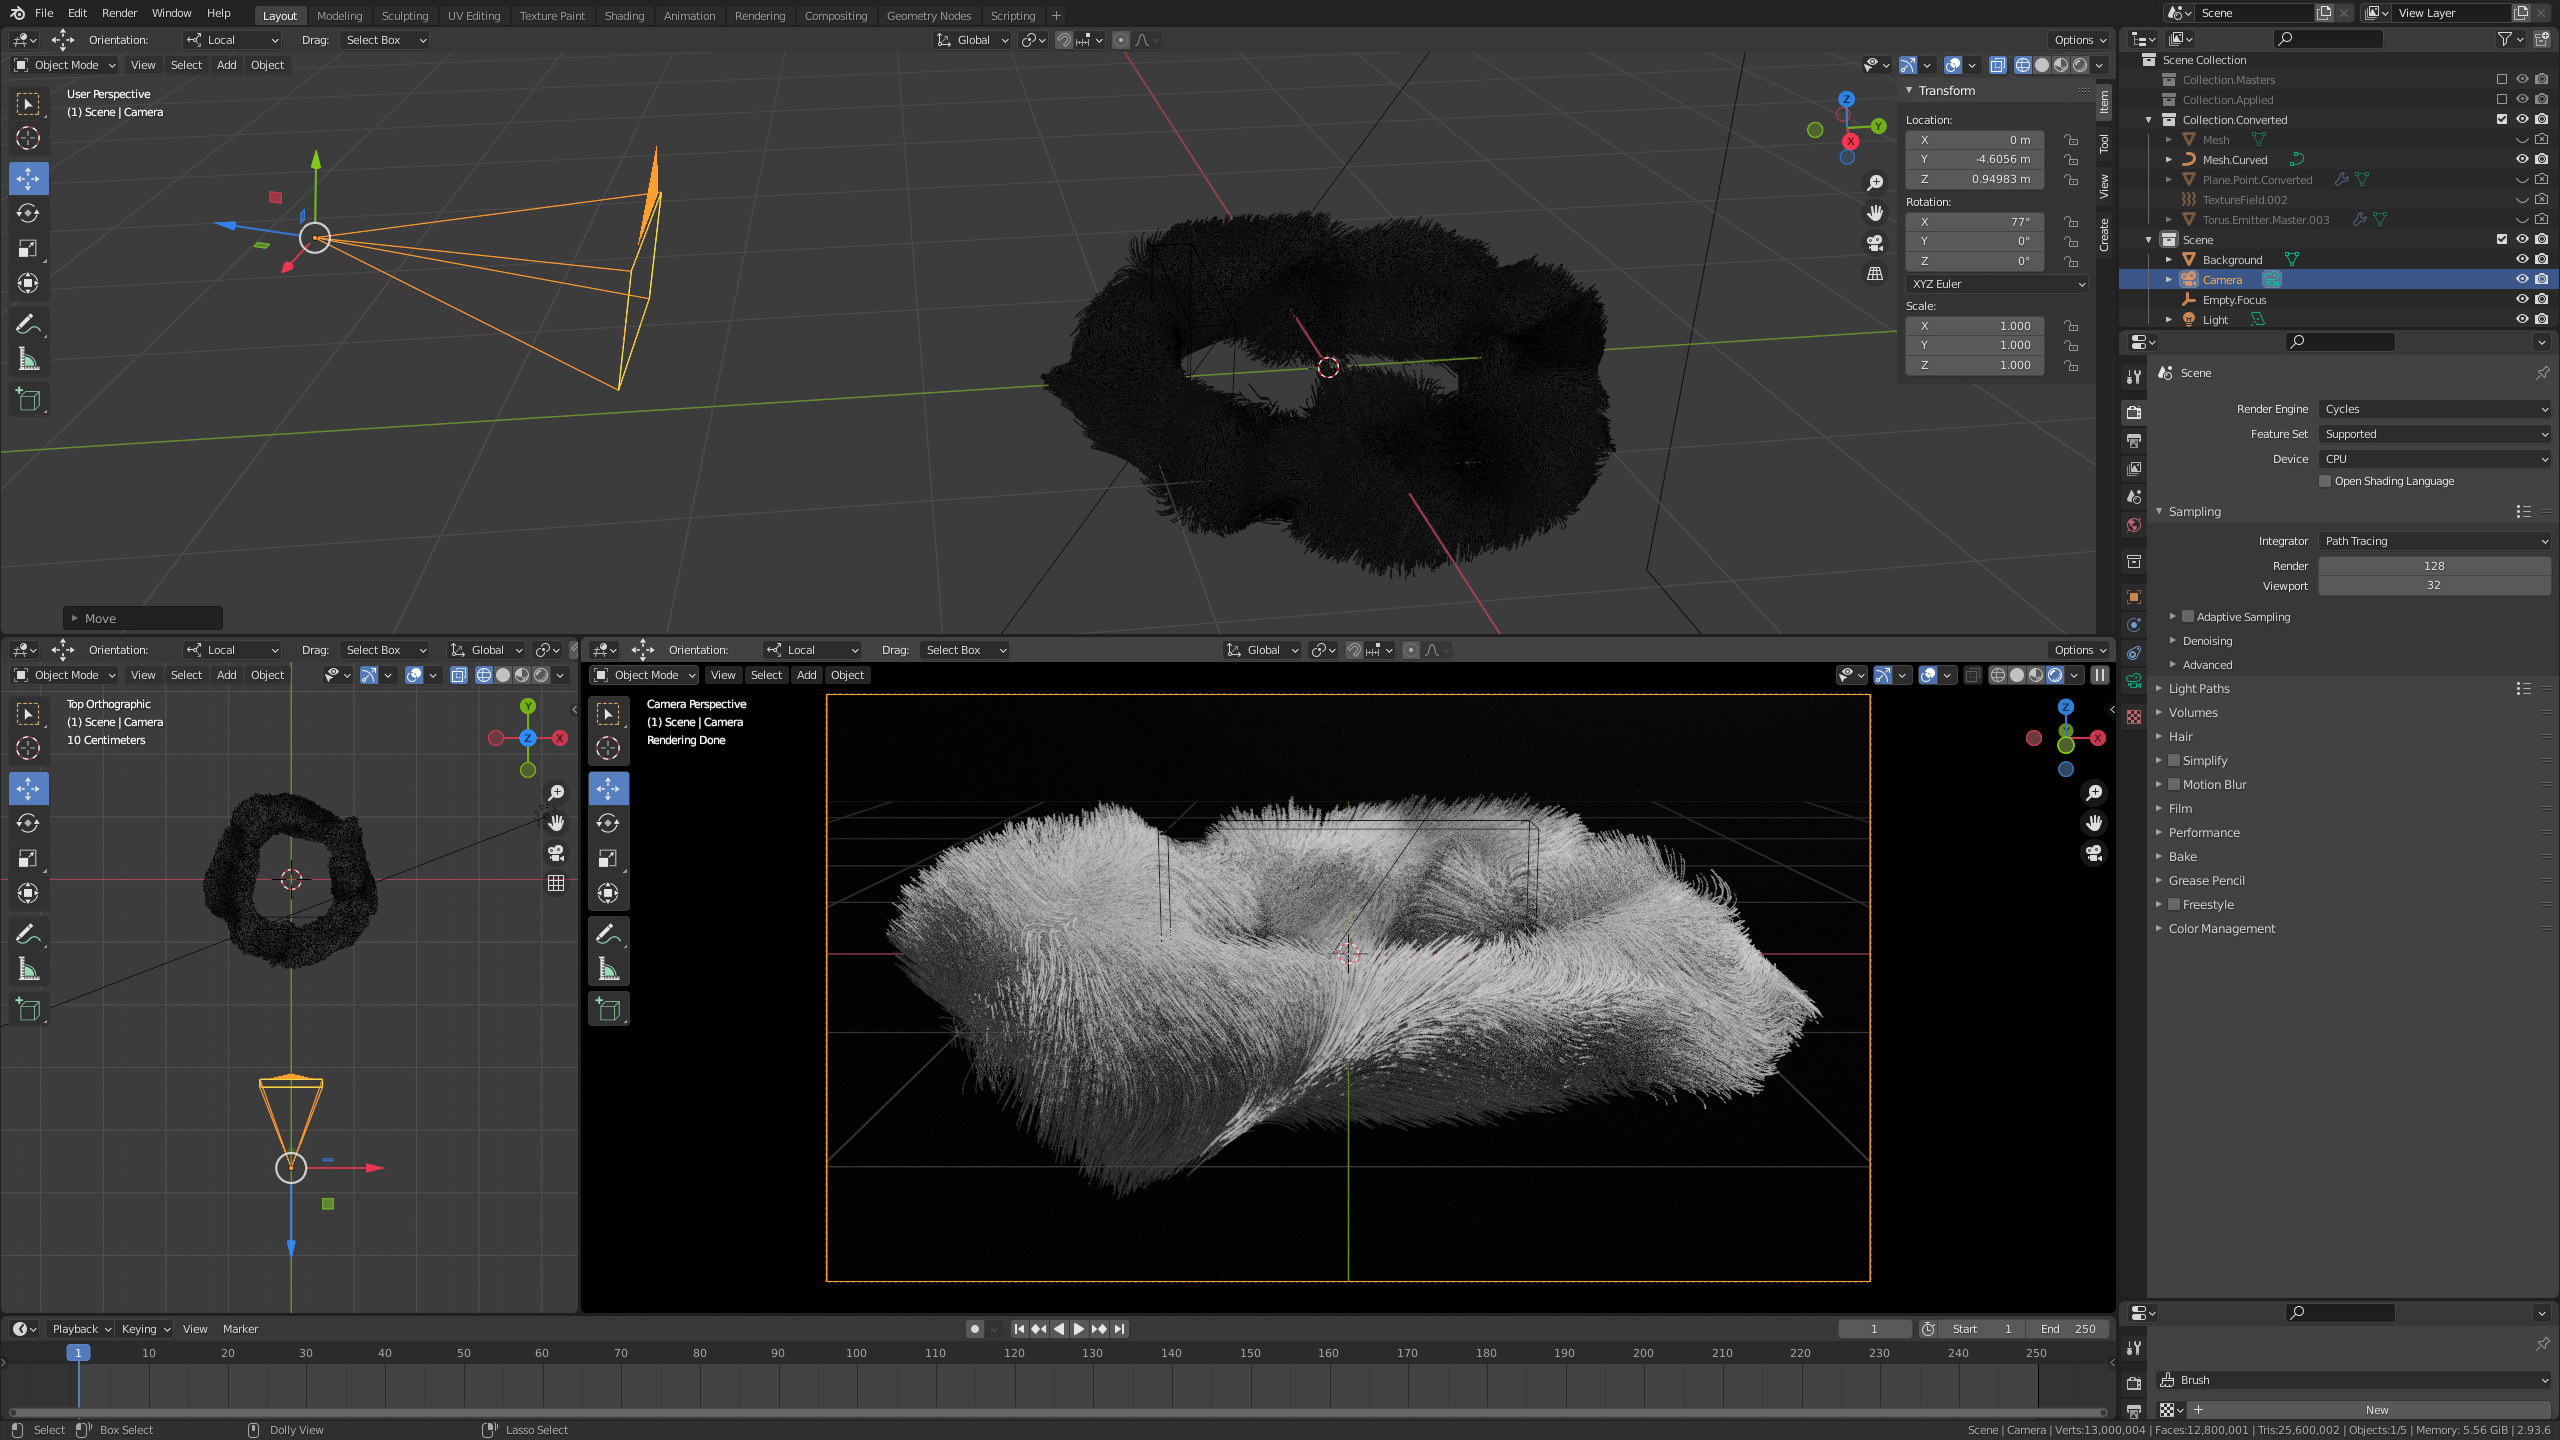 File Edit Render Window Help Layout Modeling Sculpting UV Editing Texture Paint Shading Animation Rendering Compositing Geometry Nodes Scripting + Scene View Layer
Orientation: Local Drag: Select Box Global Options
Object Mode View Select Add Object
User Perspective
(1) Scene | Camera
Move
Z Y X
Transform
Location:
X 0 m
Y -4.6056 m
Z 0.94983 m
Rotation:
X 77°
Y 0°
Z 0°
XYZ Euler
Scale:
X 1.000
Y 1.000
Z 1.000
Item
Tool
View
Create
Scene Collection
Collection.Masters
Collection.Applied
Collection.Converted
Mesh
Mesh.Curved
Plane.Point.Converted
TextureField.002
Torus.Emitter.Master.003
Scene
Background
Camera
Empty.Focus
Light
Scene
Render Engine Cycles
Feature Set Supported
Device CPU
Open Shading Language
Sampling
Integrator Path Tracing
Render 128
Viewport 32
Adaptive Sampling
Denoising
Advanced
Light Paths
Volumes
Hair
Simplify
Motion Blur
Film
Performance
Bake
Grease Pencil
Freestyle
Color Management
Orientation: Local Drag: Select Box Global
Object Mode View Select Add Object
Top Orthographic
(1) Scene | Camera
10 Centimeters
Y Z X
Orientation: Local Drag: Select Box Global Options
Object Mode View Select Add Object
Camera Perspective
(1) Scene | Camera
Rendering Done
Z Y X
Playback Keying View Marker 1 Start 1 End 250
1 10 20 30 40 50 60 70 80 90 100 110 120 130 140 150 160 170 180 190 200 210 220 230 240 250
Brush
+ New
Select Box Select Dolly View Lasso Select Scene | Camera | Verts:13,000,004 | Faces:12,800,001 | Tris:25,600,002 | Objects:1/5 | Memory: 5.56 GiB | 2.93.6